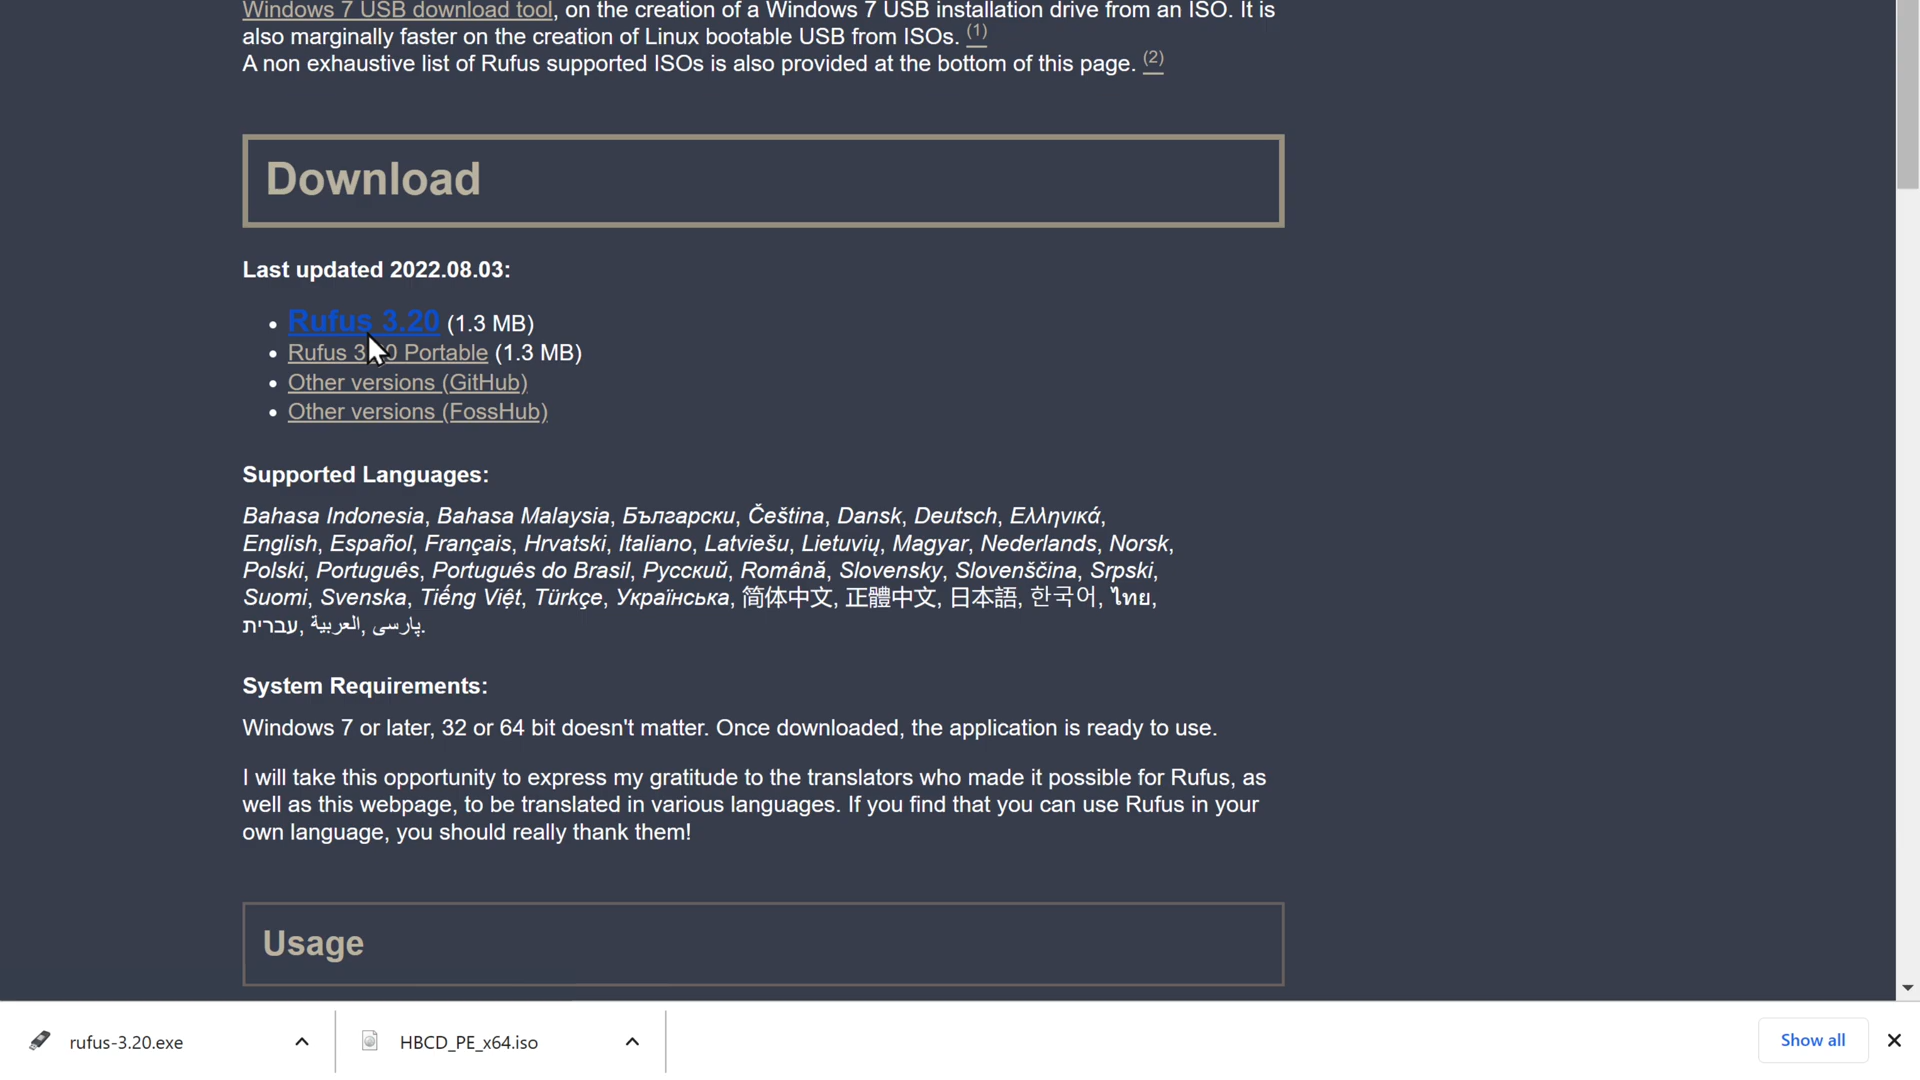 Windows 7 USB download tool, on the creation of a Windows 7 USB installation drive from an ISO. It is
also marginally faster on the creation of Linux bootable USB from ISOs. (1)
A non exhaustive list of Rufus supported ISOs is also provided at the bottom of this page. (2)
Download
Last updated 2022.08.03:
• Rufus 3.20 (1.3 MB)
• Rufus 3.20 Portable (1.3 MB)
• Other versions (GitHub)
• Other versions (FossHub)
Supported Languages:
Bahasa Indonesia, Bahasa Malaysia, Български, Čeština, Dansk, Deutsch, Ελληνικά,
English, Español, Français, Hrvatski, Italiano, Latviešu, Lietuvių, Magyar, Nederlands, Norsk,
Polski, Português, Português do Brasil, Русский, Română, Slovensky, Slovenščina, Srpski,
Suomi, Svenska, Tiếng Việt, Türkçe, Українська, 简体中文, 正體中文, 日本語, 한국어, ไทย,
עברית, العربية, پارسی.
System Requirements:
Windows 7 or later, 32 or 64 bit doesn't matter. Once downloaded, the application is ready to use.
I will take this opportunity to express my gratitude to the translators who made it possible for Rufus, as
well as this webpage, to be translated in various languages. If you find that you can use Rufus in your
own language, you should really thank them!
Usage
rufus-3.20.exe
HBCD_PE_x64.iso
Show all